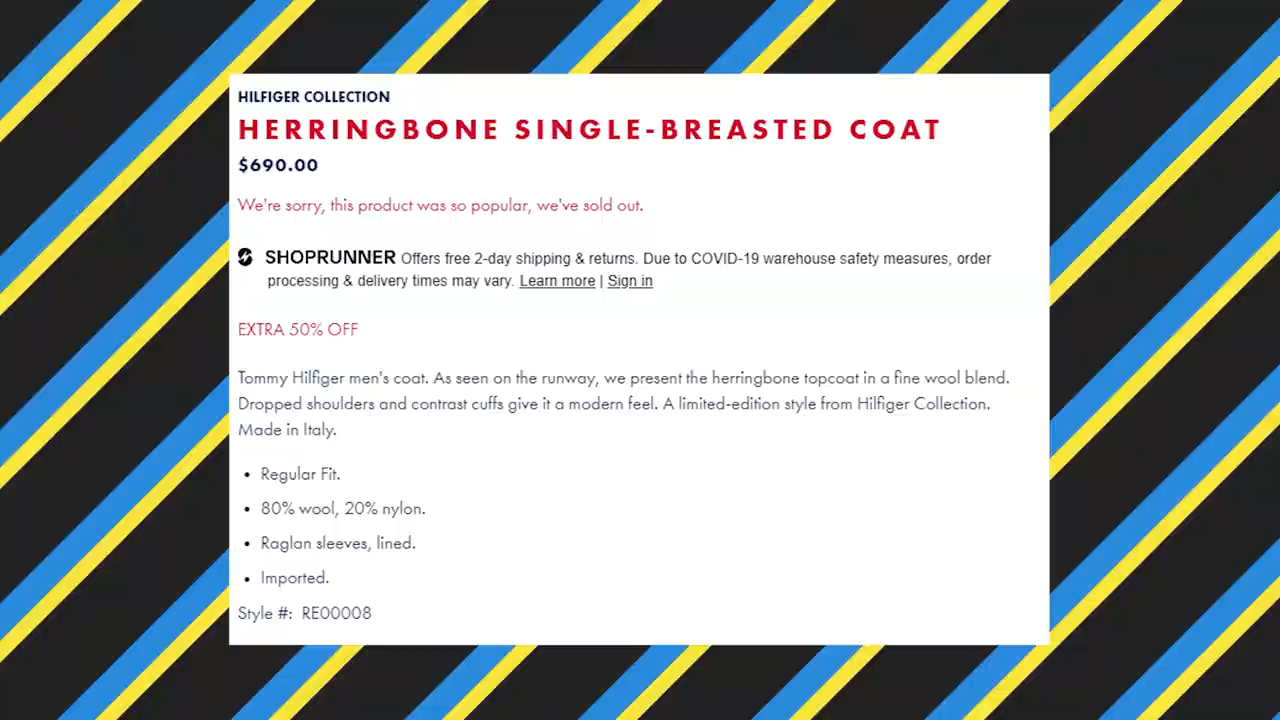 HILFIGER COLLECTION
HERRINGBONE SINGLE-BREASTED COAT
$690.00
We're sorry, this product was so popular, we've sold out.
SHOPRUNNER Offers free 2-day shipping & returns. Due to COVID-19 warehouse safety measures, order
processing & delivery times may vary. Learn more | Sign in
EXTRA 50% OFF
Tommy Hilfiger men's coat. As seen on the runway, we present the herringbone topcoat in a fine wool blend.
Dropped shoulders and contrast cuffs give it a modern feel. A limited-edition style from Hilfiger Collection.
Made in Italy.
• Regular Fit.
• 80% wool, 20% nylon.
• Raglan sleeves, lined.
• Imported.
Style #: RE00008